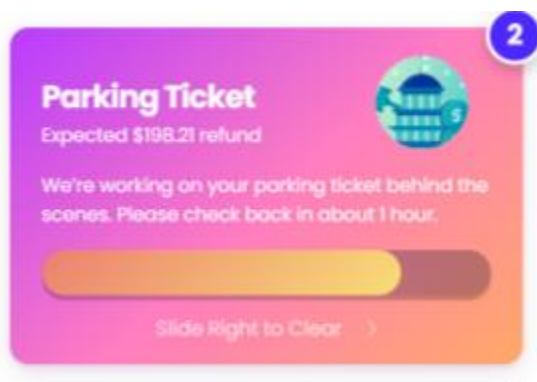 2
Parking Ticket
Expected $198.21 refund
We're working on your parking ticket behind the
scenes. Please check back in about 1 hour.
Slide Right to Clear >